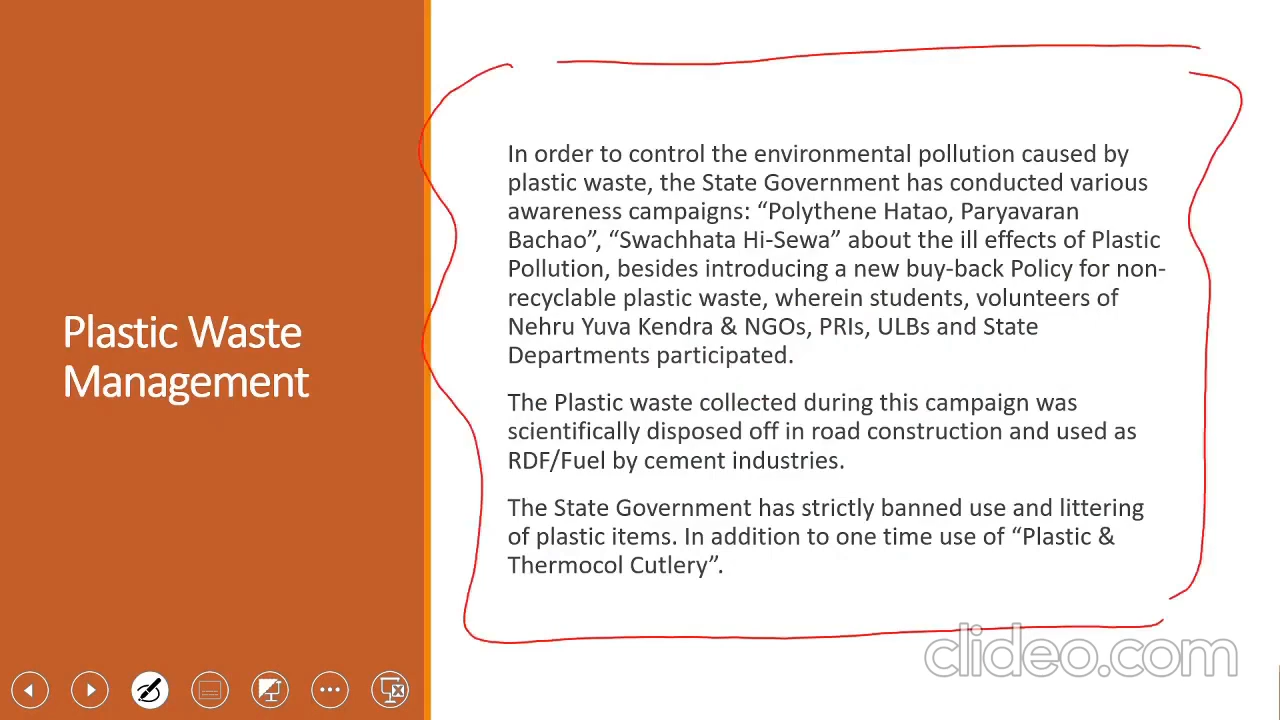 Plastic Waste
Management
In order to control the environmental pollution caused by
plastic waste, the State Government has conducted various
awareness campaigns: “Polythene Hatao, Paryavaran
Bachao”, “Swachhata Hi-Sewa” about the ill effects of Plastic
Pollution, besides introducing a new buy-back Policy for non-
recyclable plastic waste, wherein students, volunteers of
Nehru Yuva Kendra & NGOs, PRIs, ULBs and State
Departments participated.
The Plastic waste collected during this campaign was
scientifically disposed off in road construction and used as
RDF/Fuel by cement industries.
The State Government has strictly banned use and littering
of plastic items. In addition to one time use of “Plastic &
Thermocol Cutlery”.
clideo.com